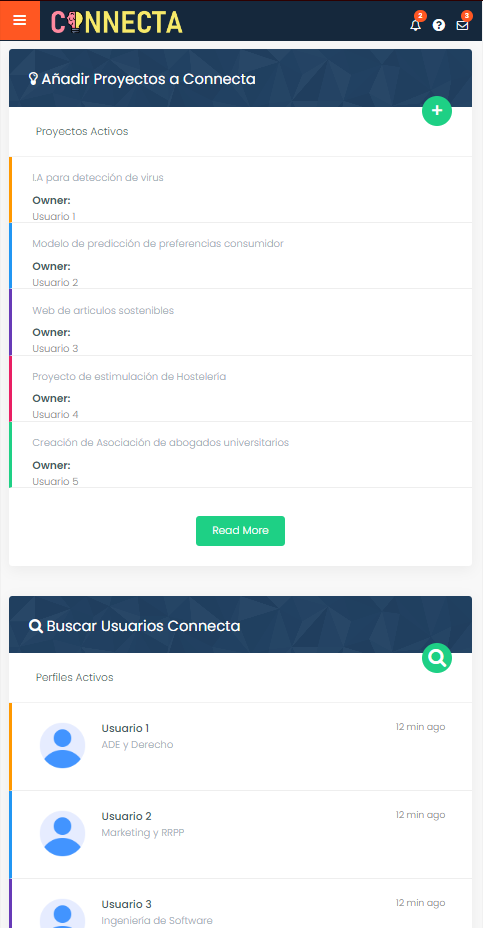 CONNECTA
2
3
Añadir Proyectos a Connecta
Proyectos Activos
I.A para detección de virus
Owner:
Usuario 1
Modelo de predicción de preferencias consumidor
Owner:
Usuario 2
Web de articulos sostenibles
Owner:
Usuario 3
Proyecto de estimulación de Hostelería
Owner:
Usuario 4
Creación de Asociación de abogados universitarios
Owner:
Usuario 5
Read More
Buscar Usuarios Connecta
Perfiles Activos
Usuario 1
12 min ago
ADE y Derecho
Usuario 2
12 min ago
Marketing y RRPP
Usuario 3
12 min ago
Ingeniería de Software